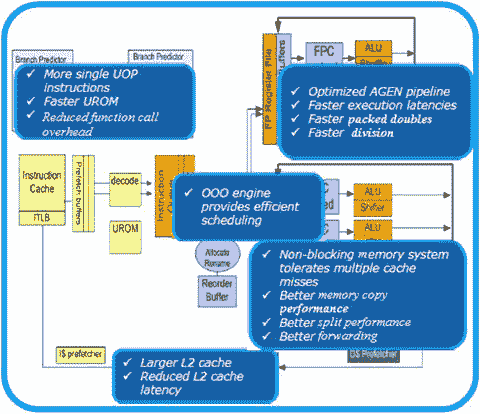 Branch Predictor
Branch Predictor
More single UOP
instructions
Faster UROM
Reduced function call
overhead
FP Register File
FPC
ALU
Optimized AGEN pipeline
Faster execution latencies
Faster packed doubles
Faster division
Instruction
Cache
ITLB
Prefetch buffers
decode
UROM
Instruction
OOO engine
provides efficient
scheduling
ALU
Shifter
ALU
Allocate
Rename
Reorder
Buffer
Non-blocking memory system
tolerates multiple cache
misses
Better memory copy
performance
Better split performance
Better forwarding
IS prefetcher
DS Prefetcher
Larger L2 cache
Reduced L2 cache
latency